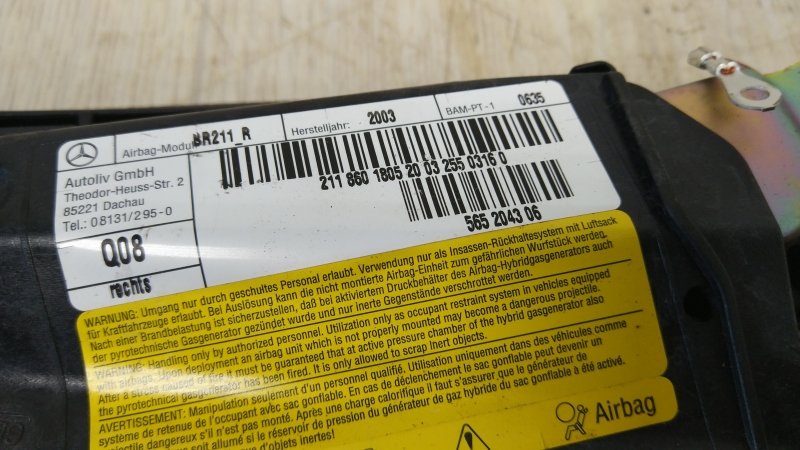 Airbag-Modul BR211_R Herstelljahr: 2003 BAM-PT-1 0635
Autoliv GmbH
Theodor-Heuss-Str. 2
85221 Dachau
Tel.: 08131/295-0
211 860 1805 2003 255 0316 0
565 204306
Q08
rechts
WARNUNG: Umgang nur durch geschultes Personal erlaubt. Verwendung nur als Insassen-Rückhaltesystem mit Luftsack
für Kraftfahrzeuge erlaubt. Bei Auslösung kann die nicht montierte Airbag-Einheit zum gefährlichen Wurfstück werden.
Nach einer Brandbelastung ist sicherzustellen, daß bei aktiviertem Druckbehälter des Airbag-Hybridgasgenerators auch
der pyrotechnische Gasgenerator gezündet wurde und nur inerte Gegenstände verschrottet werden.
WARNING: Handling only by authorized personnel. Utilization only as occupant restraint system in vehicles equipped
with airbags. Upon deployment an airbag unit which is not properly mounted may become a dangerous projectile.
After a stress caused of fire it must be guaranteed that at active pressure chamber of the hybrid gasgenerator also
the pyrotechnical gasgenerator has been fired. It is only allowed to scrap inert objects.
AVERTISSEMENT: Manipulation seulement d'un personnel qualifié. Utilisation uniquement dans des véhicules comme
système de retenue de l'occupant avec sac gonflable. En cas de déclenchement le sac gonflable peut devenir un
projectile dangereux s'il n'est pas monté. Après une charge calorifique il faut s'assurer que le générateur de
que soit allumé si le réservoir de pression du générateur de gaz hybride du sac gonflable a été activé.
que d'objets inertes!
Airbag